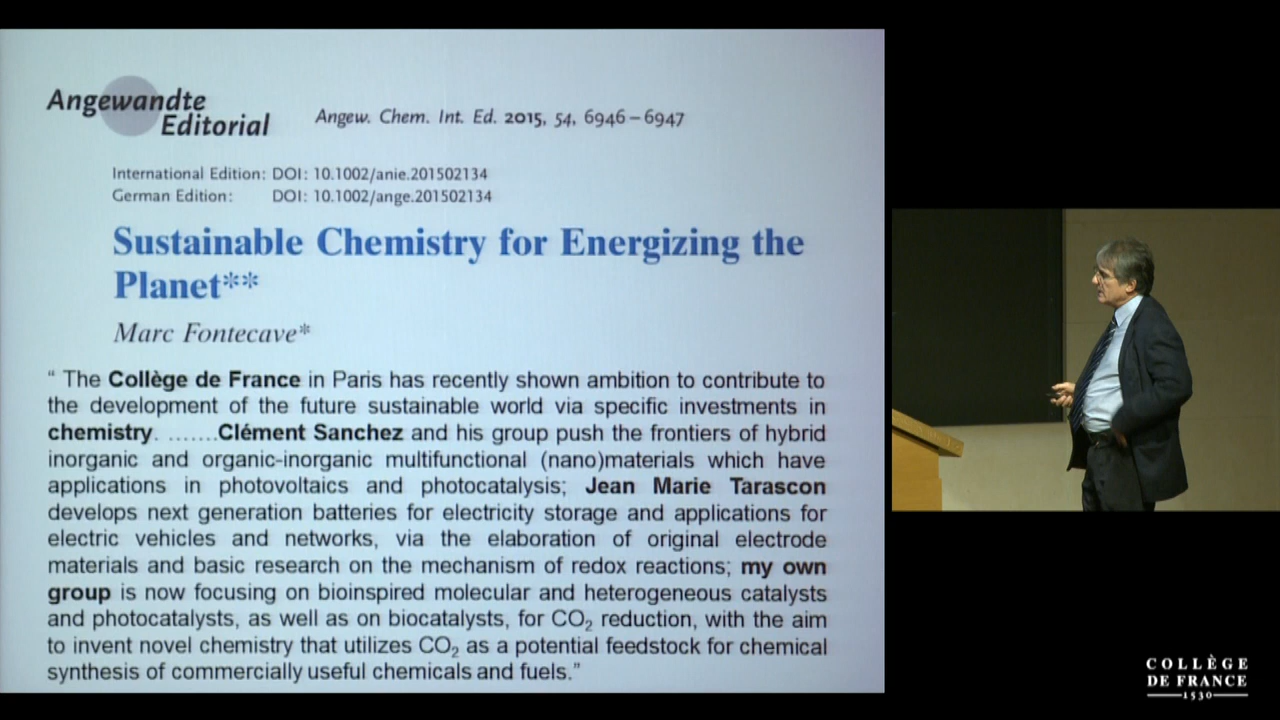 Angewandte
Editorial
Angew. Chem. Int. Ed. 2015, 54, 6946–6947
International Edition: DOI: 10.1002/anie.201502134
German Edition: DOI: 10.1002/ange.201502134
Sustainable Chemistry for Energizing the
Planet**
Marc Fontecave*
“ The Collège de France in Paris has recently shown ambition to contribute to
the development of the future sustainable world via specific investments in
chemistry. .......Clément Sanchez and his group push the frontiers of hybrid
inorganic and organic-inorganic multifunctional (nano)materials which have
applications in photovoltaics and photocatalysis; Jean Marie Tarascon
develops next generation batteries for electricity storage and applications for
electric vehicles and networks, via the elaboration of original electrode
materials and basic research on the mechanism of redox reactions; my own
group is now focusing on bioinspired molecular and heterogeneous catalysts
and photocatalysts, as well as on biocatalysts, for CO₂ reduction, with the aim
to invent novel chemistry that utilizes CO₂ as a potential feedstock for chemical
synthesis of commercially useful chemicals and fuels.”
COLLÈGE
DE FRANCE
1530